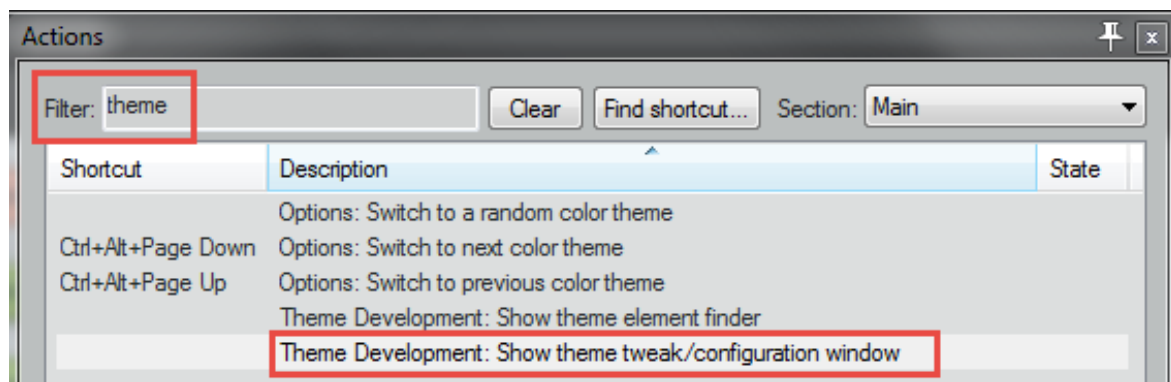 Actions
Filter: theme Clear Find shortcut... Section: Main
Shortcut Description State
Options: Switch to a random color theme
Ctrl+Alt+Page Down Options: Switch to next color theme
Ctrl+Alt+Page Up Options: Switch to previous color theme
Theme Development: Show theme element finder
Theme Development: Show theme tweak/configuration window